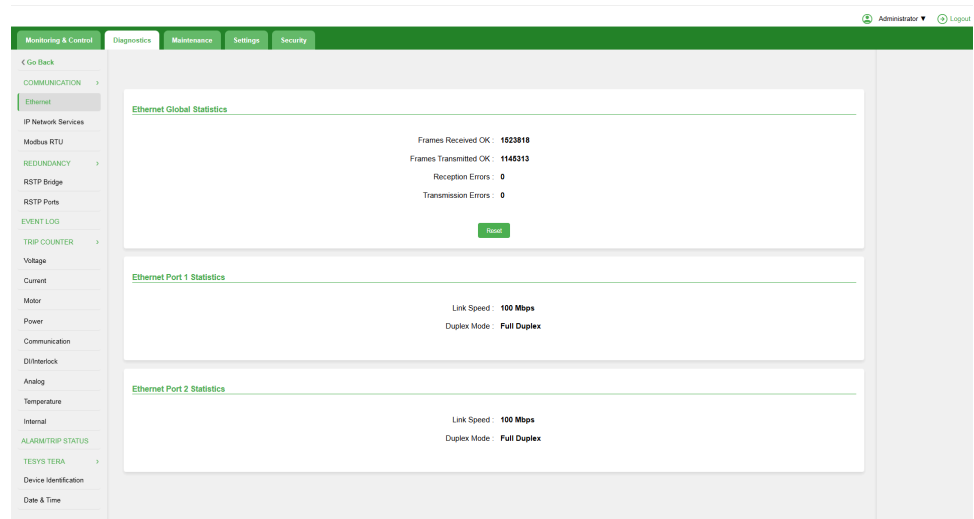 Administrator ▼ Logout
Monitoring & Control Diagnostics Maintenance Settings Security
< Go Back
COMMUNICATION >
Ethernet
IP Network Services
Modbus RTU
REDUNDANCY >
RSTP Bridge
RSTP Ports
EVENT LOG
TRIP COUNTER >
Voltage
Current
Motor
Power
Communication
DI/Interlock
Analog
Temperature
Internal
ALARM/TRIP STATUS
TESYS TERA >
Device Identification
Date & Time
Ethernet Global Statistics
Frames Received OK : 1523818
Frames Transmitted OK : 1145313
Reception Errors : 0
Transmission Errors : 0
Reset
Ethernet Port 1 Statistics
Link Speed : 100 Mbps
Duplex Mode : Full Duplex
Ethernet Port 2 Statistics
Link Speed : 100 Mbps
Duplex Mode : Full Duplex